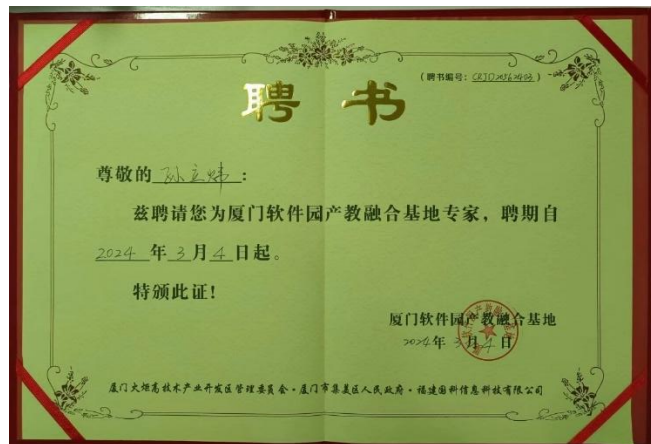 (聘书编号: CRJD20362403)
聘 书
尊敬的 孙立炜 :
兹聘请您为厦门软件园产教融合基地专家，聘期自
2024 年 3 月 4 日起。
特颁此证!
厦门软件园产教融合基地
2024年 3月 4 日
厦门火炬高技术产业开发区管理委员会·厦门市集美区人民政府·福建国科信息科技有限公司